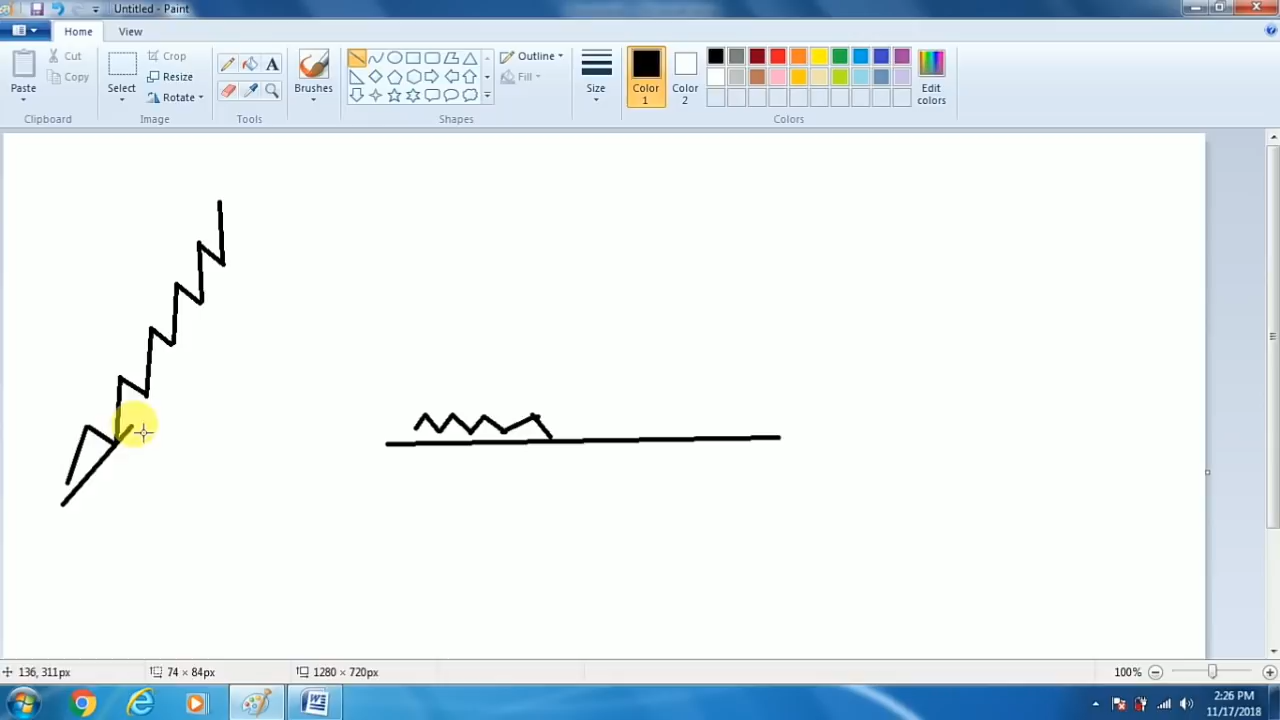 Untitled - Paint
Home View
Paste
Cut
Copy
Clipboard
Select
Crop
Resize
Rotate
Image
A
Tools
Brushes
Outline
Fill
Shapes
Size
Color 1
Color 2
Edit colors
Colors
136, 311px 74 × 84px 1280 × 720px 100%
2:26 PM
11/17/2018